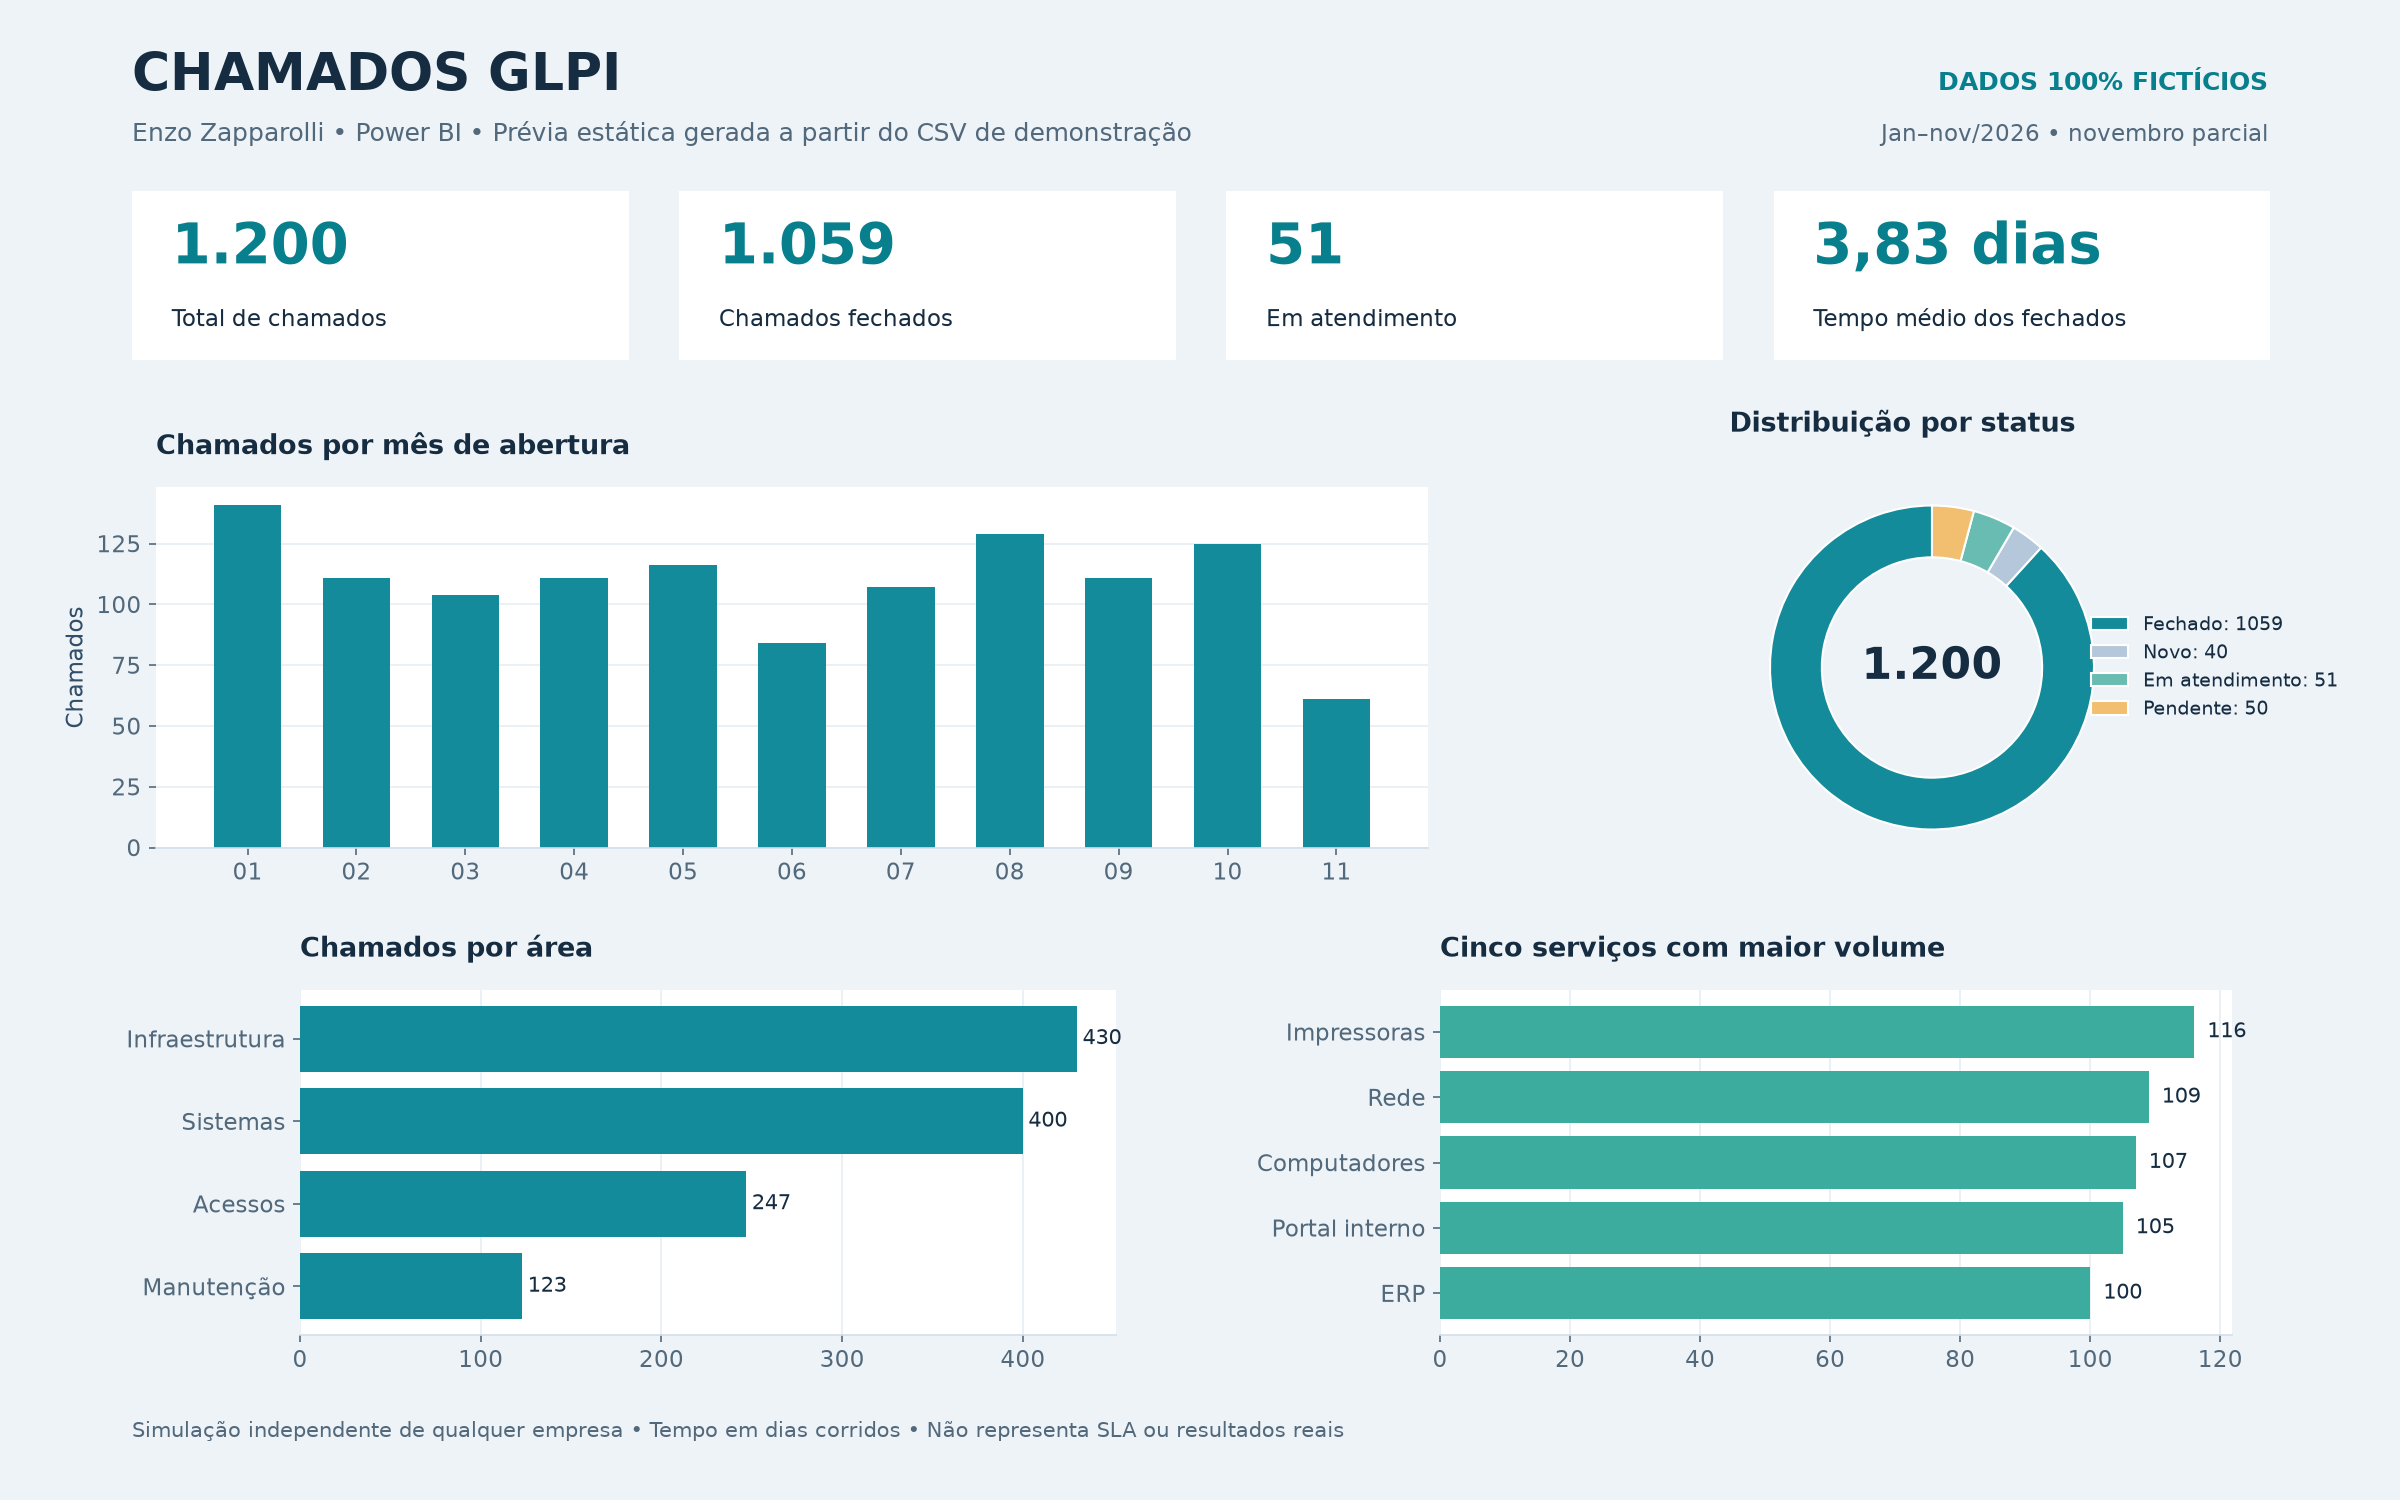 CHAMADOS GLPI
DADOS 100% FICTÍCIOS
Enzo Zapparolli • Power BI • Prévia estática gerada a partir do CSV de demonstração
Jan–nov/2026 • novembro parcial
1.200
Total de chamados
1.059
Chamados fechados
51
Em atendimento
3,83 dias
Tempo médio dos fechados
Chamados por mês de abertura
Chamados
125
100
75
50
25
0
01 02 03 04 05 06 07 08 09 10 11
Distribuição por status
1.200
Fechado: 1059
Novo: 40
Em atendimento: 51
Pendente: 50
Chamados por área
Infraestrutura 430
Sistemas 400
Acessos 247
Manutenção 123
0 100 200 300 400
Cinco serviços com maior volume
Impressoras 116
Rede 109
Computadores 107
Portal interno 105
ERP 100
0 20 40 60 80 100 120
Simulação independente de qualquer empresa • Tempo em dias corridos • Não representa SLA ou resultados reais